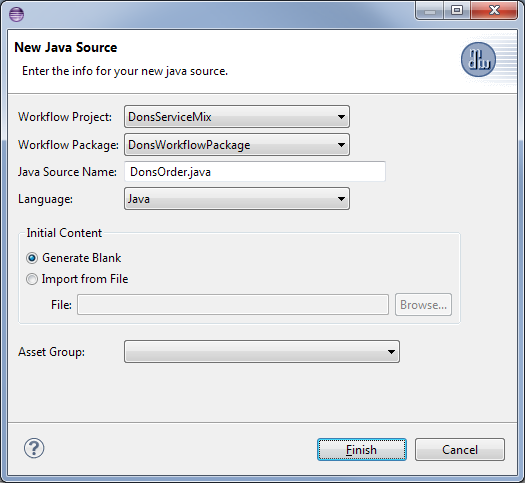 New Java Source
Enter the info for your new java source.
Workflow Project: DonsServiceMix
Workflow Package: DonsWorkflowPackage
Java Source Name: DonsOrder.java
Language: Java
Initial Content
Generate Blank
Import from File
File: Browse...
Asset Group:
? Finish Cancel